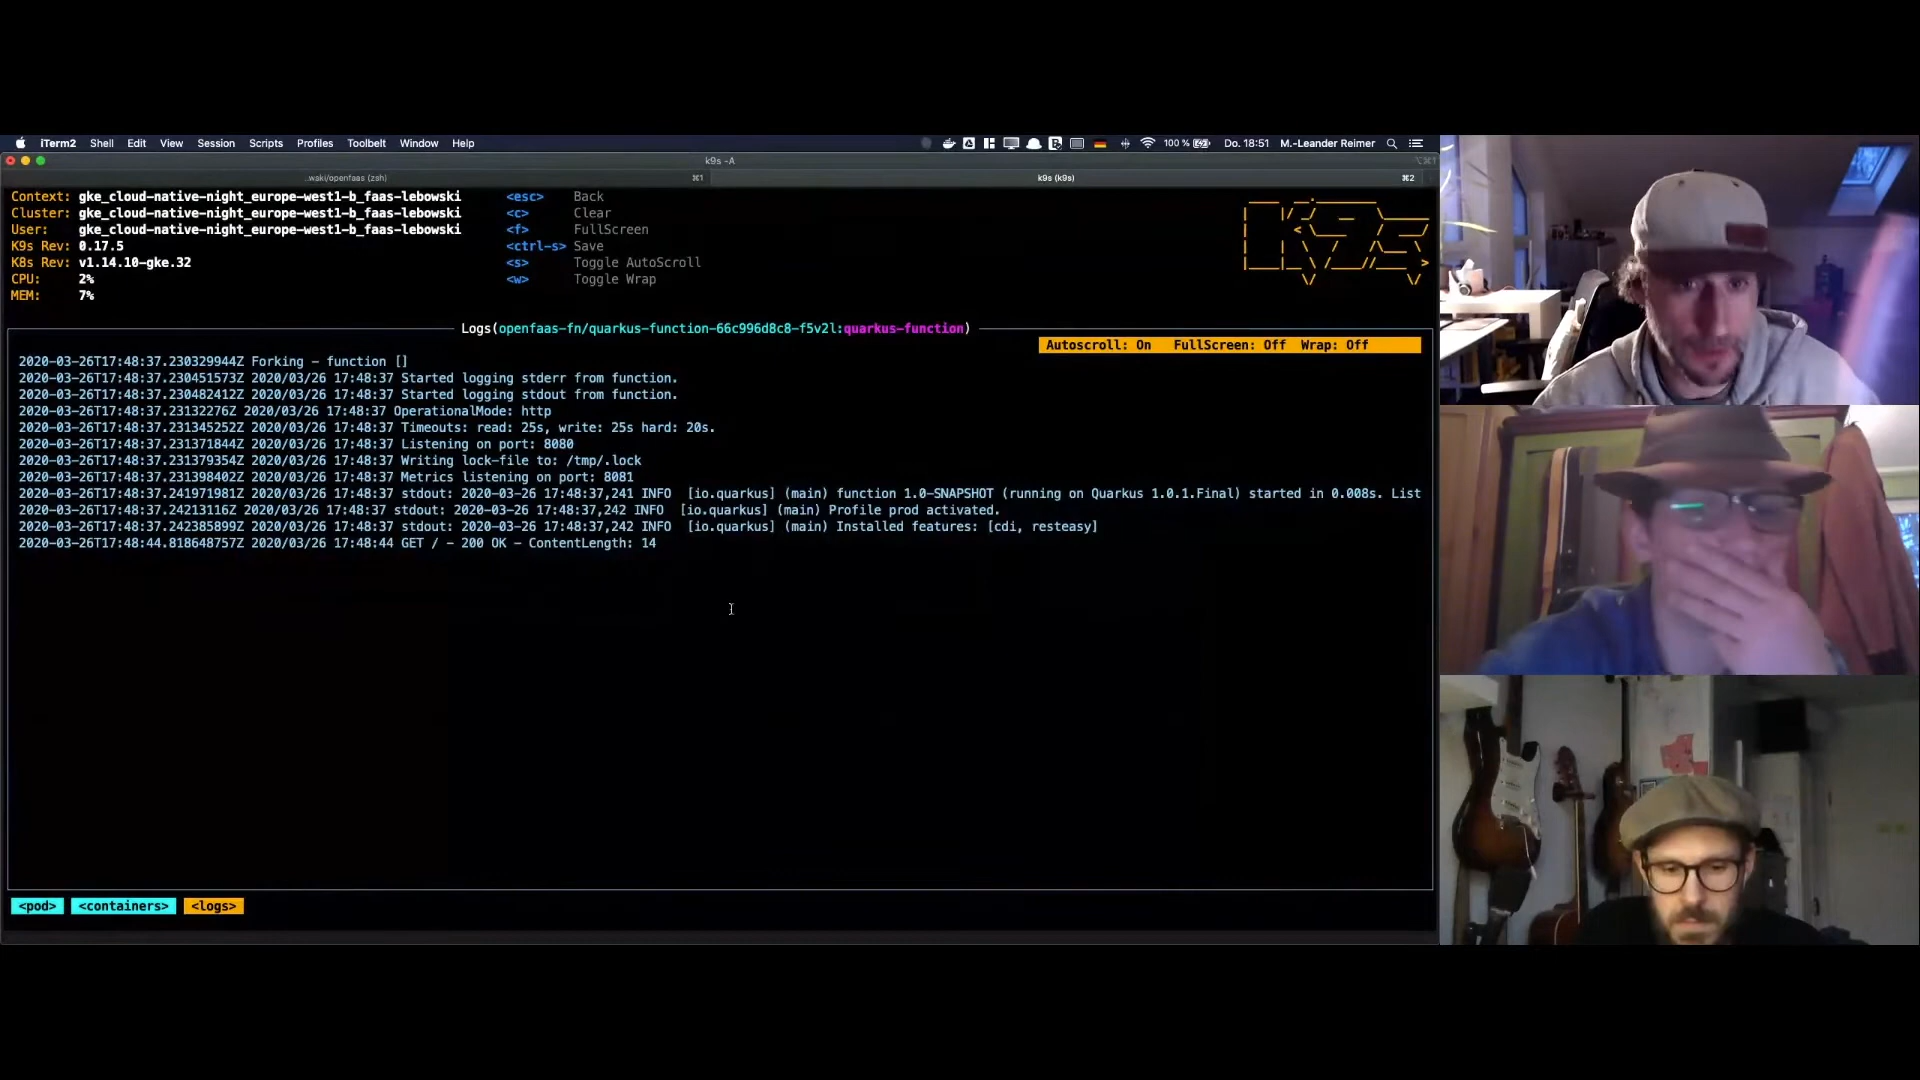 iTerm2 Shell Edit View Session Scripts Profiles Toolbelt Window Help 100 % Do. 18:51 M.-Leander Reimer
k9s -A
..wski/openfaas (zsh) ⌘1 k9s (k9s) ⌘2
Context: gke_cloud-native-night_europe-west1-b_faas-lebowski <esc> Back
Cluster: gke_cloud-native-night_europe-west1-b_faas-lebowski <c> Clear
User: gke_cloud-native-night_europe-west1-b_faas-lebowski <f> FullScreen
K9s Rev: 0.17.5 <ctrl-s> Save
K8s Rev: v1.14.10-gke.32 <s> Toggle AutoScroll
CPU: 2% <w> Toggle Wrap
MEM: 7%
K9s
Logs(openfaas-fn/quarkus-function-66c996d8c8-f5v2l:quarkus-function)
Autoscroll: On FullScreen: Off Wrap: Off
2020-03-26T17:48:37.230329944Z Forking - function []
2020-03-26T17:48:37.230451573Z 2020/03/26 17:48:37 Started logging stderr from function.
2020-03-26T17:48:37.230482412Z 2020/03/26 17:48:37 Started logging stdout from function.
2020-03-26T17:48:37.23132276Z 2020/03/26 17:48:37 OperationalMode: http
2020-03-26T17:48:37.231345252Z 2020/03/26 17:48:37 Timeouts: read: 25s, write: 25s hard: 20s.
2020-03-26T17:48:37.231371844Z 2020/03/26 17:48:37 Listening on port: 8080
2020-03-26T17:48:37.231379354Z 2020/03/26 17:48:37 Writing lock-file to: /tmp/.lock
2020-03-26T17:48:37.231398402Z 2020/03/26 17:48:37 Metrics listening on port: 8081
2020-03-26T17:48:37.241971981Z 2020/03/26 17:48:37 stdout: 2020-03-26 17:48:37,241 INFO [io.quarkus] (main) function 1.0-SNAPSHOT (running on Quarkus 1.0.1.Final) started in 0.008s. List
2020-03-26T17:48:37.24213116Z 2020/03/26 17:48:37 stdout: 2020-03-26 17:48:37,242 INFO [io.quarkus] (main) Profile prod activated.
2020-03-26T17:48:37.242385899Z 2020/03/26 17:48:37 stdout: 2020-03-26 17:48:37,242 INFO [io.quarkus] (main) Installed features: [cdi, resteasy]
2020-03-26T17:48:44.818648757Z 2020/03/26 17:48:44 GET / - 200 OK - ContentLength: 14
<pod> <containers> <logs>